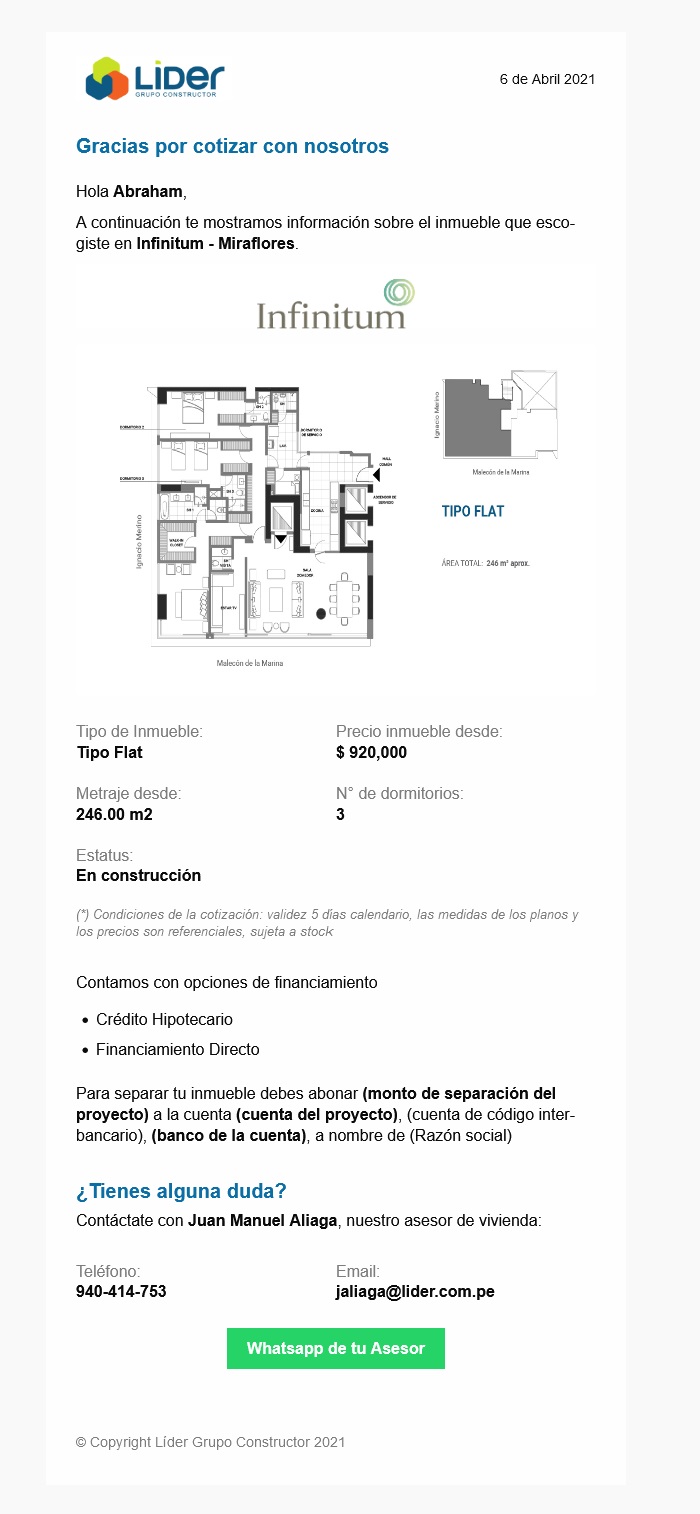 LíDER
GRUPO CONSTRUCTOR
6 de Abril 2021
Gracias por cotizar con nosotros
Hola Abraham,
A continuación te mostramos información sobre el inmueble que esco-
giste en Infinitum - Miraflores.
Infinitum
DORMITORIO 2
DORMITORIO DE SERVICIO
LAV.
HALL COMÚN
DORMITORIO 3
ASCENSOR DE SERVICIO
COCINA
WALK-IN CLOSET
SALA COMEDOR
ESTAR TV
Ignacio Merino
Malecón de la Marina
Ignacio Merino
Malecón de la Marina
TIPO FLAT
ÁREA TOTAL: 246 m² aprox.
Tipo de Inmueble:
Tipo Flat
Precio inmueble desde:
$ 920,000
Metraje desde:
246.00 m2
N° de dormitorios:
3
Estatus:
En construcción
(*) Condiciones de la cotización: validez 5 días calendario, las medidas de los planos y
los precios son referenciales, sujeta a stock
Contamos con opciones de financiamiento
• Crédito Hipotecario
• Financiamiento Directo
Para separar tu inmueble debes abonar (monto de separación del
proyecto) a la cuenta (cuenta del proyecto), (cuenta de código inter-
bancario), (banco de la cuenta), a nombre de (Razón social)
¿Tienes alguna duda?
Contáctate con Juan Manuel Aliaga, nuestro asesor de vivienda:
Teléfono:
940-414-753
Email:
jaliaga@lider.com.pe
Whatsapp de tu Asesor
© Copyright Líder Grupo Constructor 2021